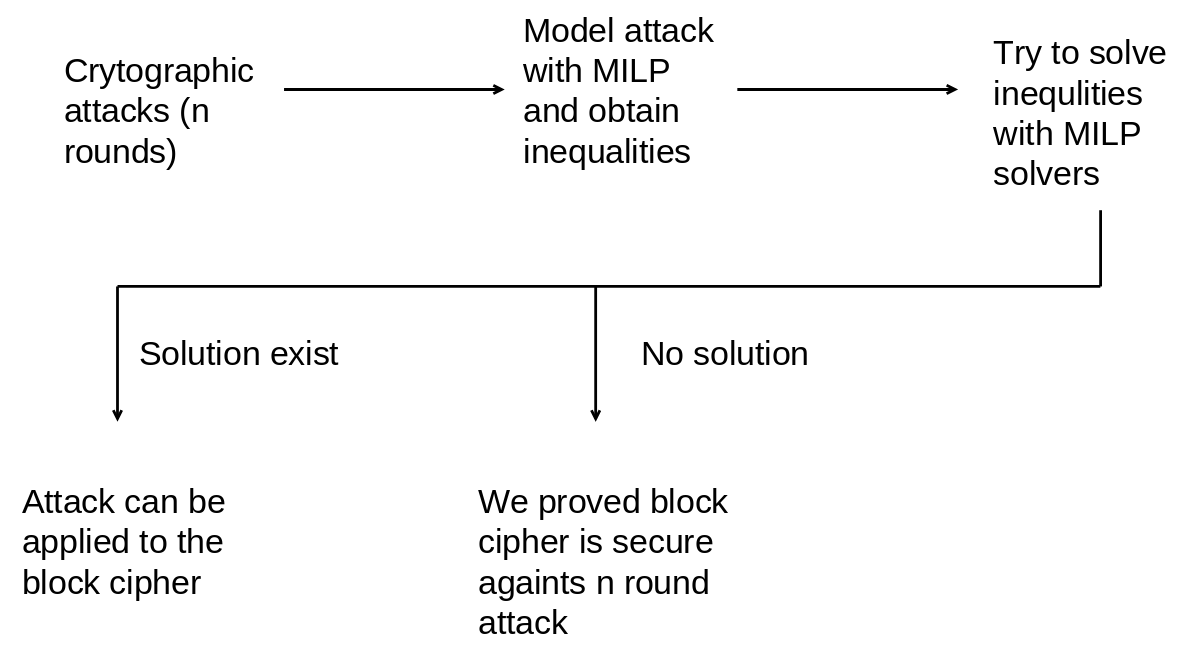 Crytographic
attacks (n
rounds)
Model attack
with MILP
and obtain
inequalities
Try to solve
inequlities
with MILP
solvers
Solution exist
No solution
Attack can be
applied to the
block cipher
We proved block
cipher is secure
againts n round
attack